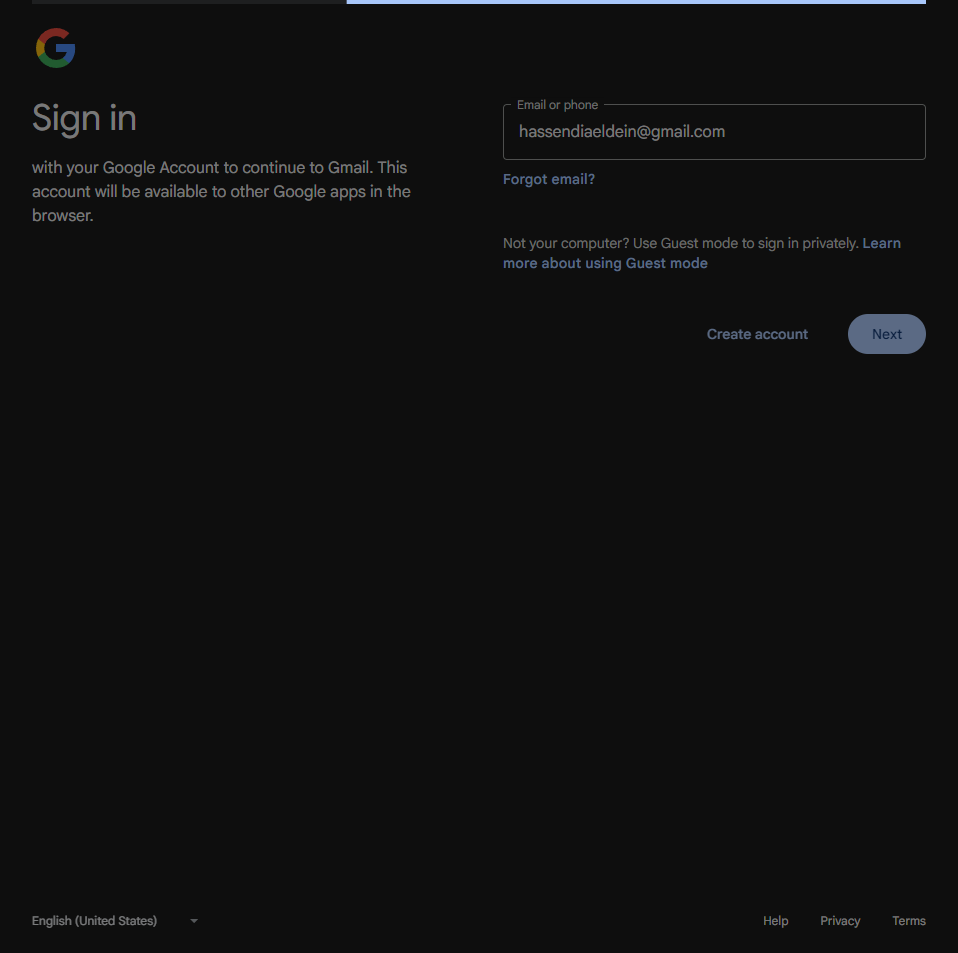 Sign in
with your Google Account to continue to Gmail. This
account will be available to other Google apps in the
browser.
Email or phone
hassendiaeldein@gmail.com
Forgot email?
Not your computer? Use Guest mode to sign in privately. Learn
more about using Guest mode
Create account
Next
English (United States)
Help
Privacy
Terms